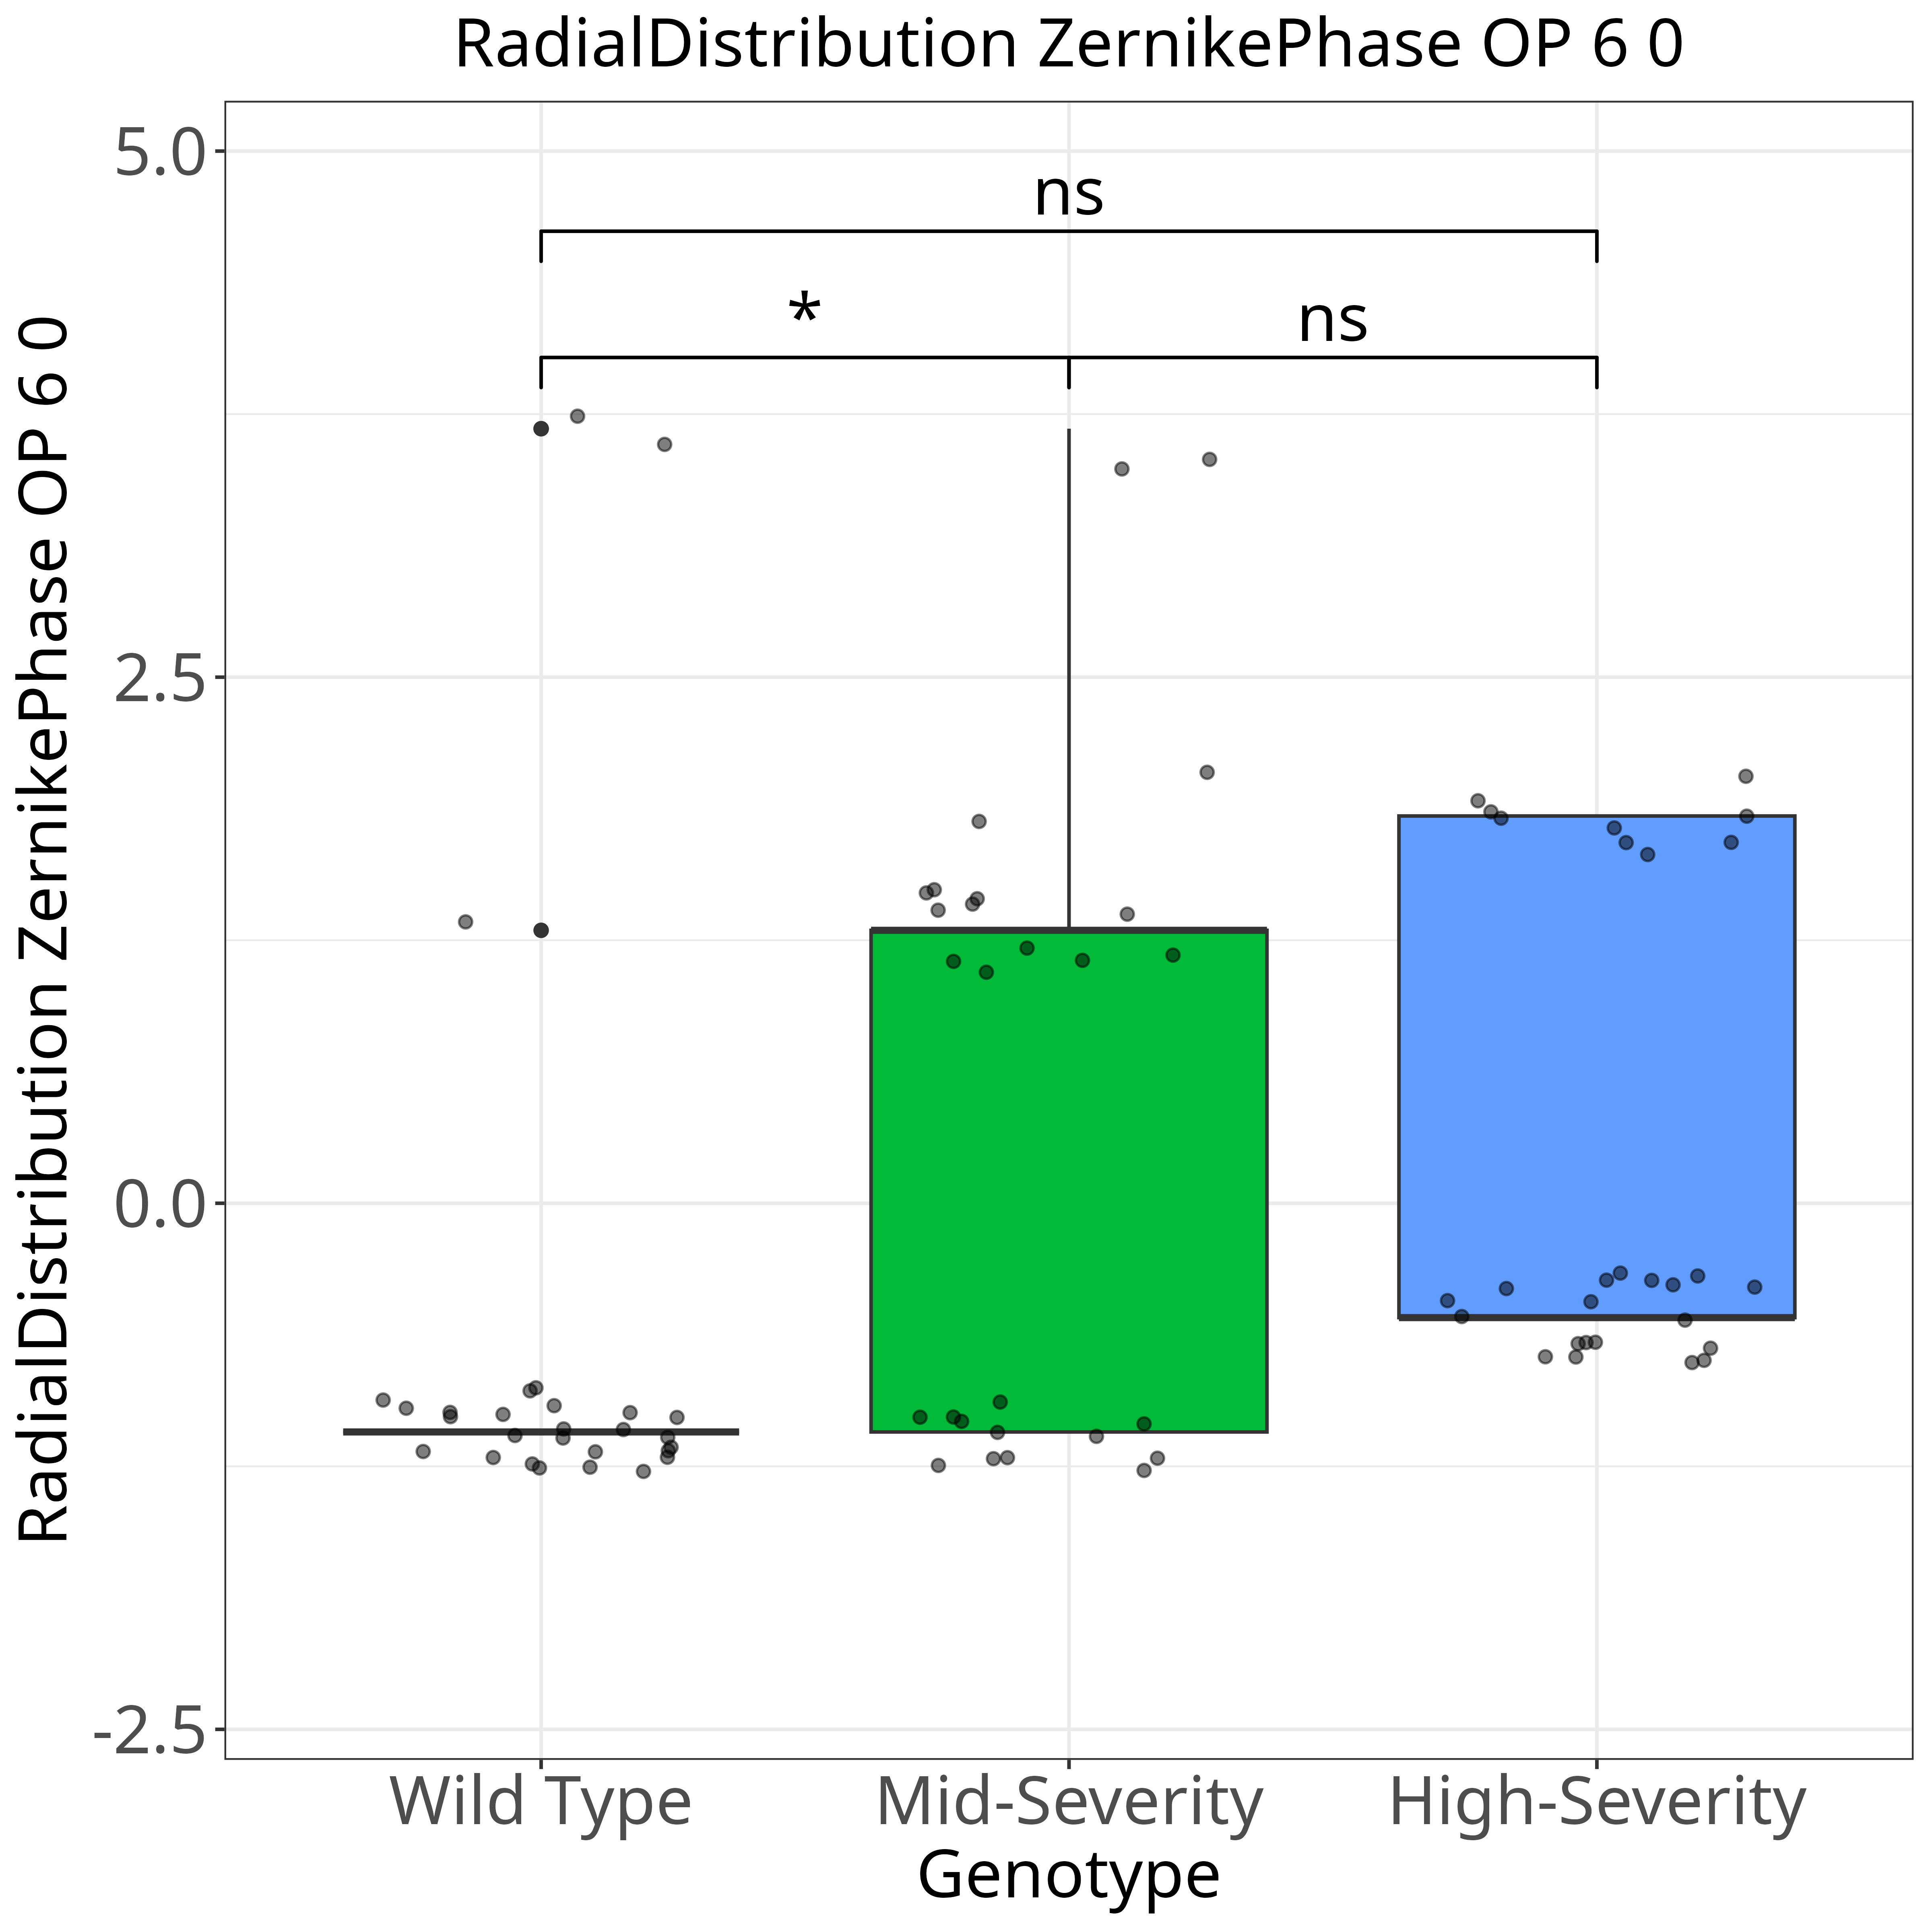 RadialDistribution ZernikePhase OP 6 0
RadialDistribution ZernikePhase OP 6 0
5.0
2.5
0.0
-2.5
ns
*
ns
Wild Type
Mid-Severity
High-Severity
Genotype